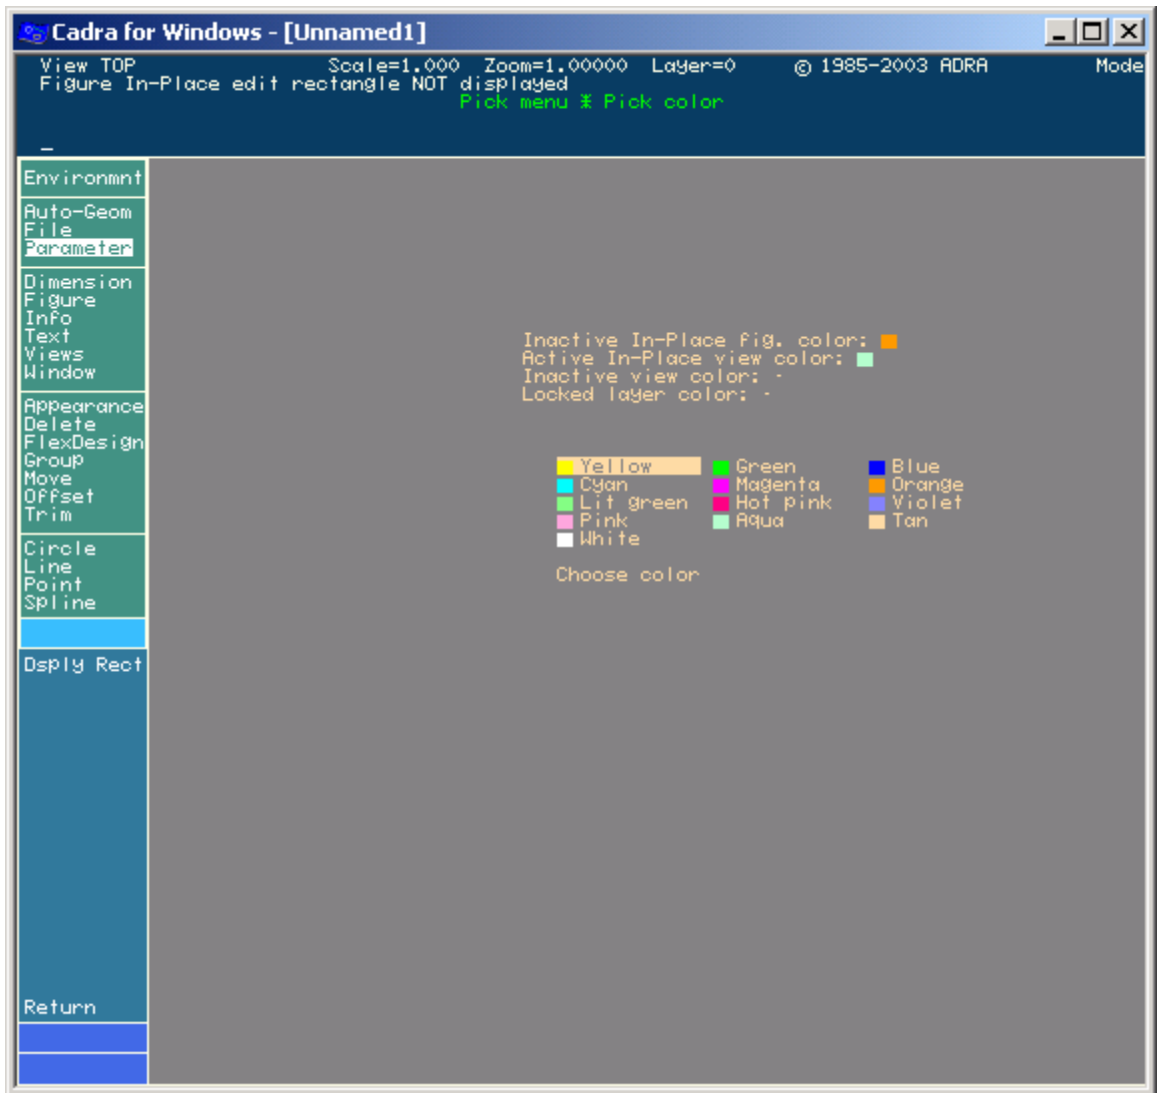 Cadra for Windows - [Unnamed1]
View TOP Scale=1.000 Zoom=1.00000 Layer=0 © 1985-2003 ADRA Mode
Figure In-Place edit rectangle NOT displayed
Pick menu * Pick color
_
Environmnt
Auto-Geom
File
Parameter
Dimension
Figure
Info
Text
Views
Window
Appearance
Delete
FlexDesign
Group
Move
Offset
Trim
Circle
Line
Point
Spline
Dsply Rect
Return
Inactive In-Place fig. color:
Active In-Place view color:
Inactive view color: -
Locked layer color: -
Yellow Green Blue
Cyan Magenta Orange
Lit green Hot pink Violet
Pink Aqua Tan
White
Choose color